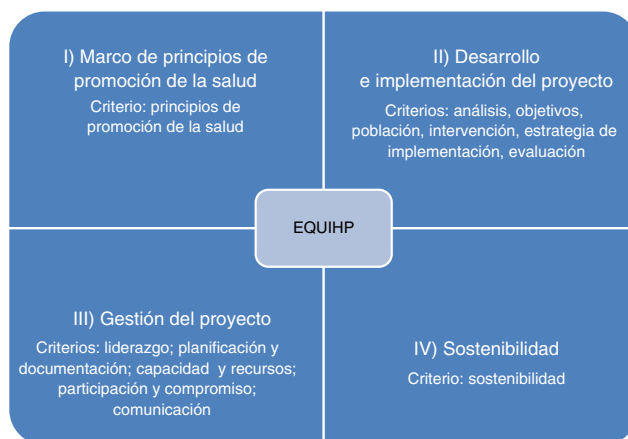 I) Marco de principios de
promoción de la salud
Criterio: principios de
promoción de la salud
II) Desarrollo
e implementación del proyecto
Criterios: análisis, objetivos,
población, intervención, estrategia de
implementación, evaluación
EQUIHP
III) Gestión del proyecto
Criterios: liderazgo; planificación y
documentación; capacidad y recursos;
participación y compromiso;
comunicación
IV) Sostenibilidad
Criterio: sostenibilidad